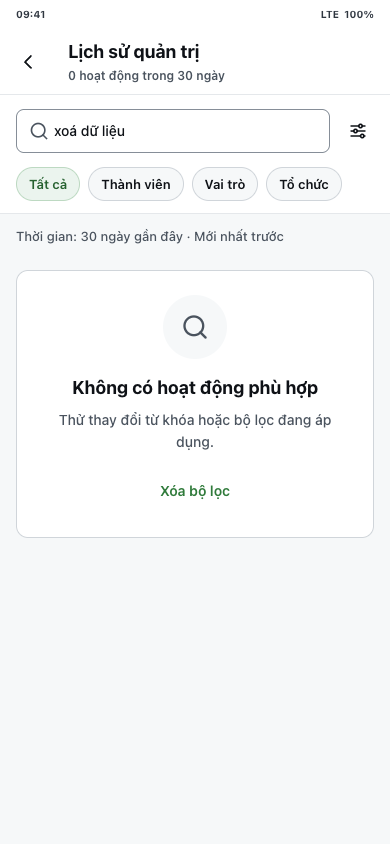 09:41
LTE 100%
Lịch sử quản trị
0 hoạt động trong 30 ngày
xoá dữ liệu
Tất cả
Thành viên
Vai trò
Tổ chức
Thời gian: 30 ngày gần đây · Mới nhất trước
Không có hoạt động phù hợp
Thử thay đổi từ khóa hoặc bộ lọc đang áp
dụng.
Xóa bộ lọc